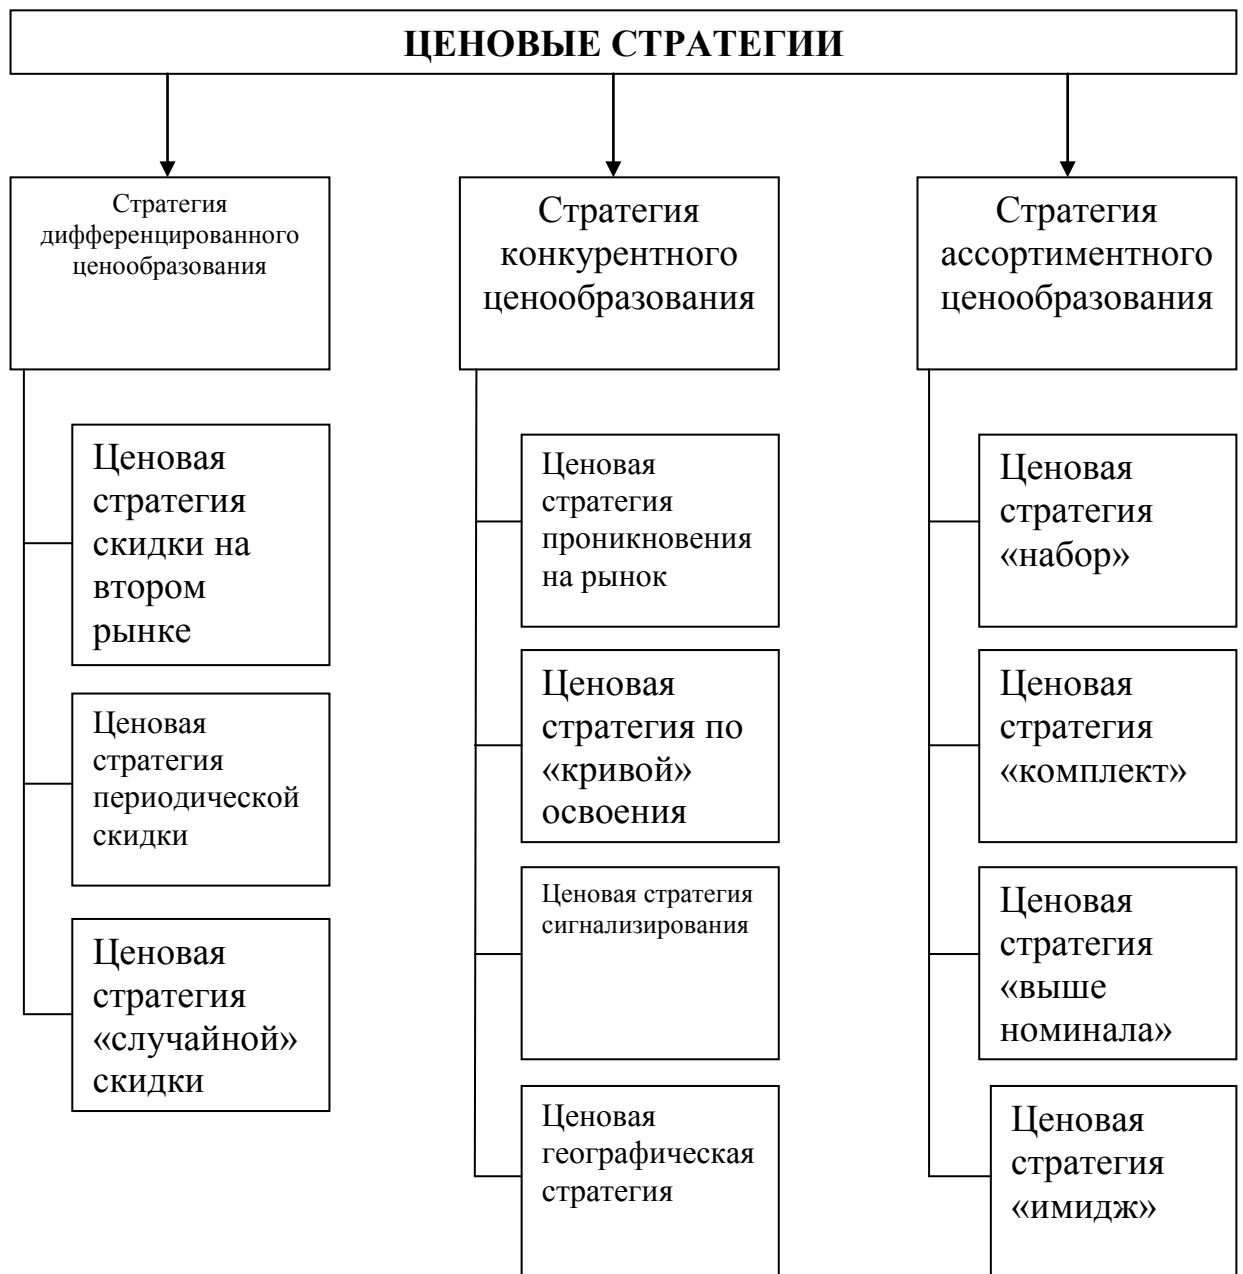 ЦЕНОВЫЕ СТРАТЕГИИ
Стратегия
дифференцированного
ценообразования
Ценовая
стратегия
скидки на
втором
рынке
Ценовая
стратегия
периодической
скидки
Ценовая
стратегия
«случайной»
скидки
Стратегия
конкурентного
ценообразования
Ценовая
стратегия
проникновения
на рынок
Ценовая
стратегия по
«кривой»
освоения
Ценовая стратегия
сигнализирования
Ценовая
географическая
стратегия
Стратегия
ассортиментного
ценообразования
Ценовая
стратегия
«набор»
Ценовая
стратегия
«комплект»
Ценовая
стратегия
«выше
номинала»
Ценовая
стратегия
«имидж»